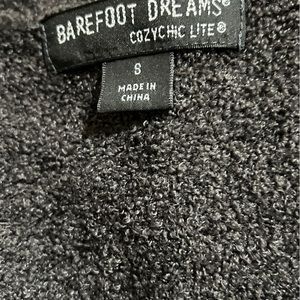 BAREFOOT DREAMS®
COZYCHIC LITE®
S
MADE IN
CHINA